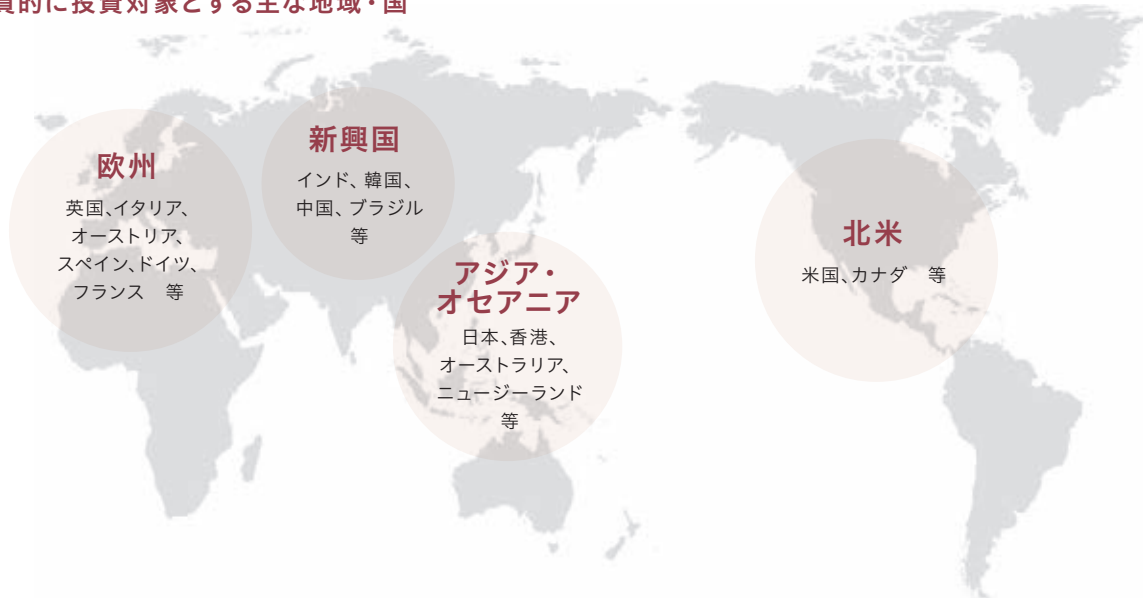 質的に投資対象とする主な地域・国
欧州
英国、イタリア、
オーストリア、
スペイン、ドイツ、
フランス　等
新興国
インド、韓国、
中国、ブラジル
等
アジア・
オセアニア
日本、香港、
オーストラリア、
ニュージーランド
等
北米
米国、カナダ　等